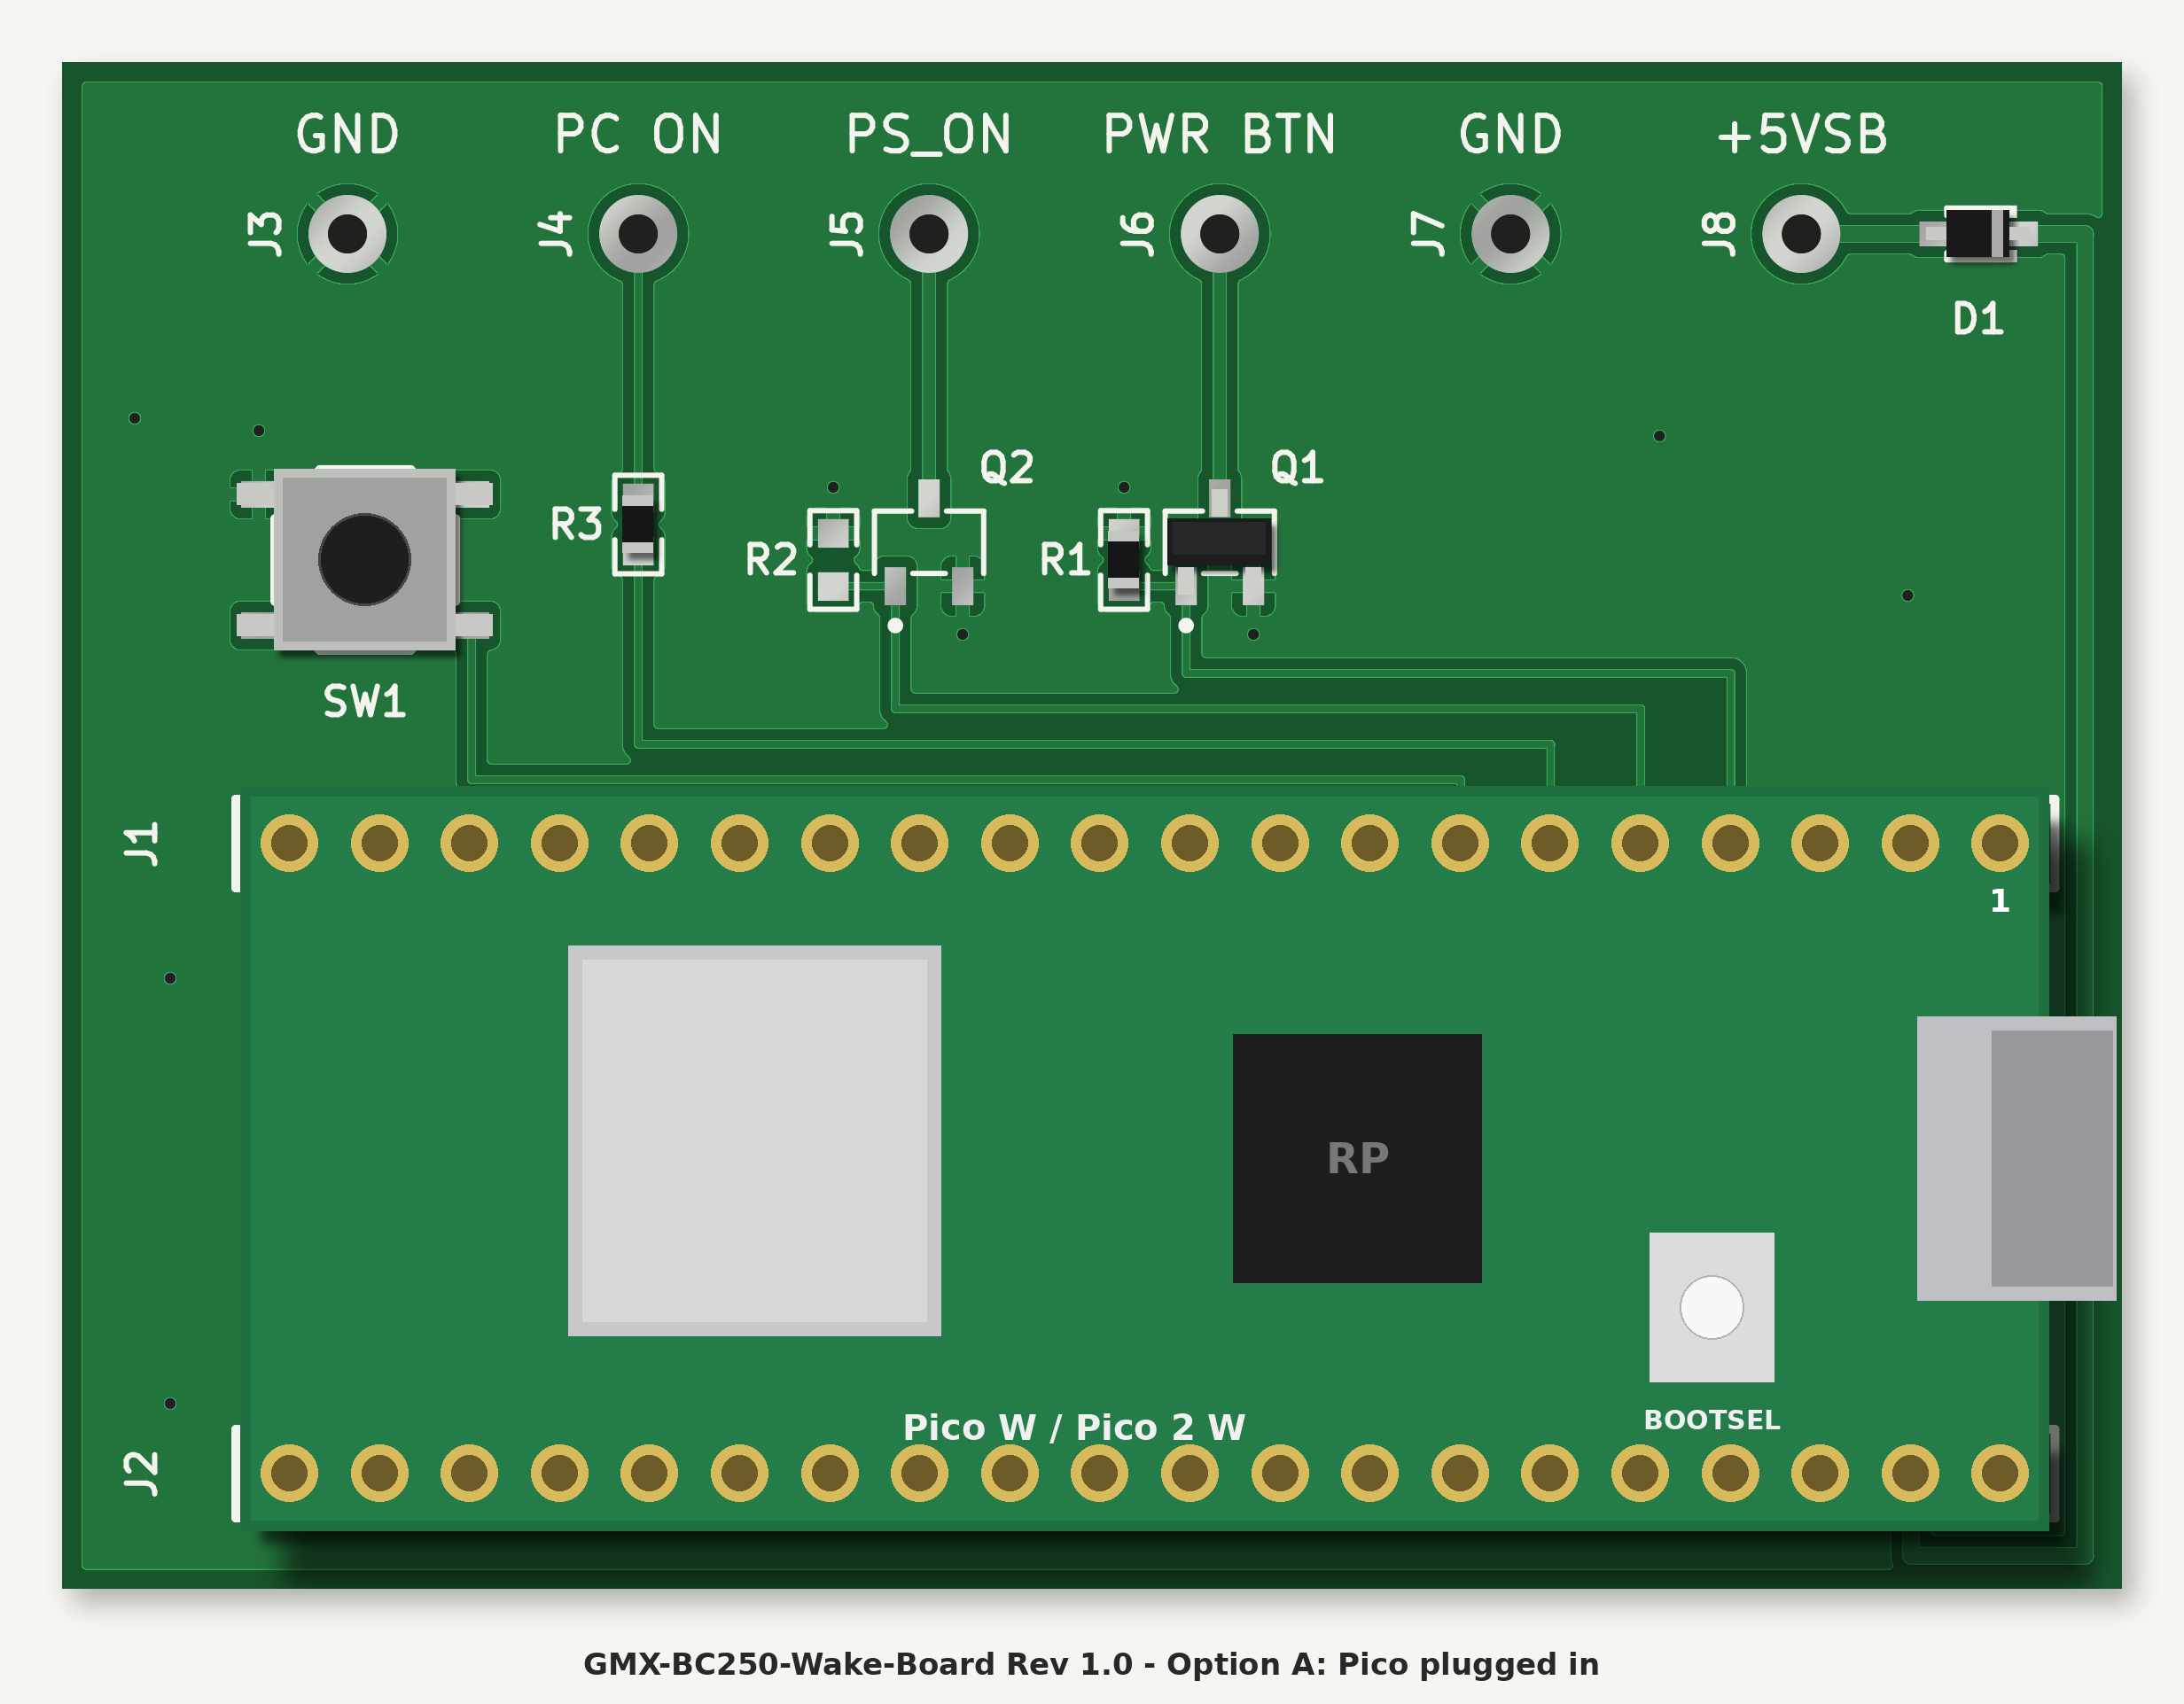 GND PC ON PS_ON PWR BTN GND +5VSB
J3 J4 J5 J6 J7 J8
D1
Q2 Q1
R3 R2 R1
SW1
J1
1
RP
Pico W / Pico 2 W
BOOTSEL
J2
GMX-BC250-Wake-Board Rev 1.0 - Option A: Pico plugged in